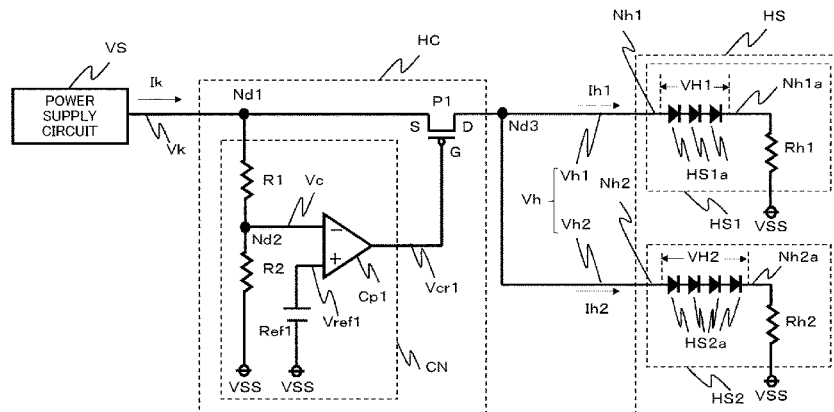 VS
HC
Nh1
HS
POWER
SUPPLY
CIRCUIT
Ik
Vk
Nd1
P1
S
D
G
Nd3
Ih1
VH1
Nh1a
HS1a
Rh1
HS1
VSS
R1
Vc
Nd2
R2
−
+
Cp1
Vcr1
Ref1
Vref1
VSS
VSS
CN
Vh
Vh1
Vh2
Nh2
Ih2
VH2
Nh2a
HS2a
Rh2
HS2
VSS